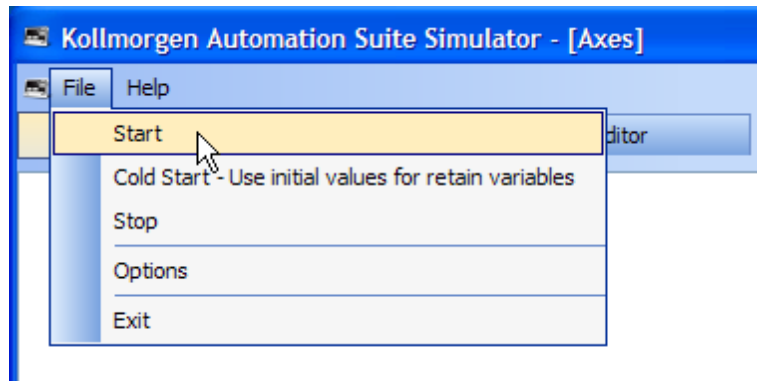 Kollmorgen Automation Suite Simulator - [Axes]
File Help
Start
ditor
Cold Start - Use initial values for retain variables
Stop
Options
Exit